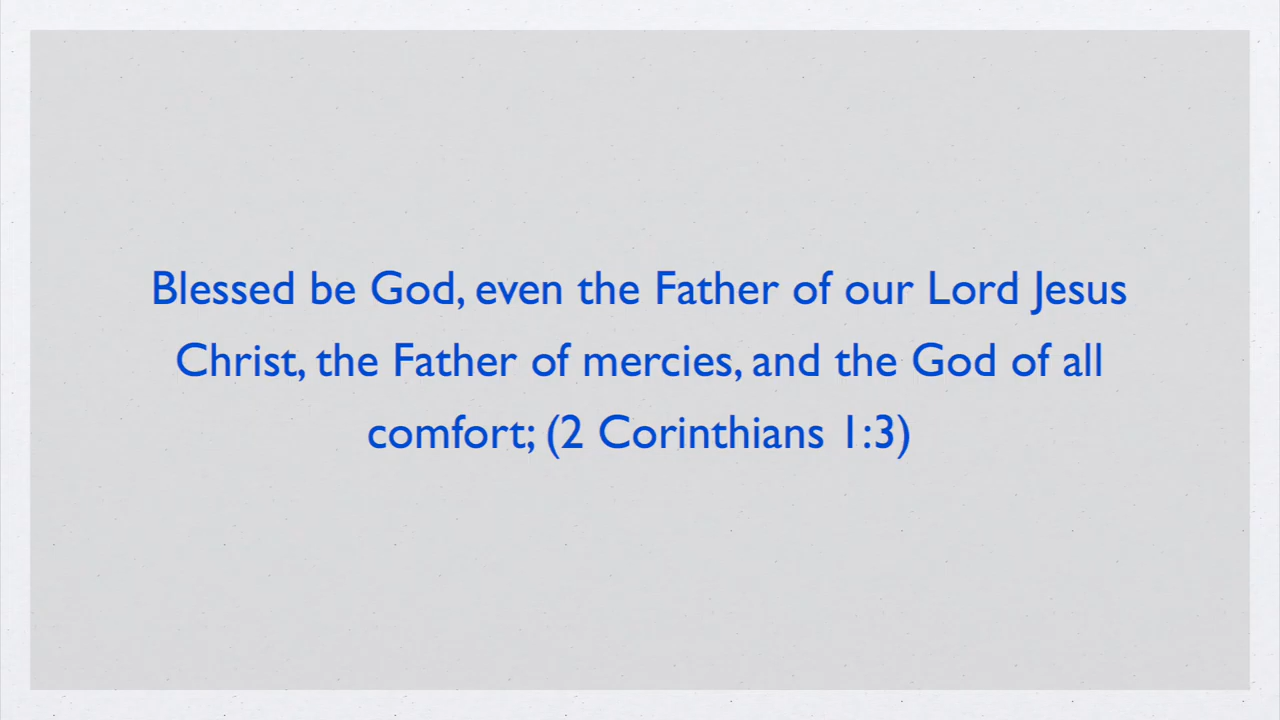 Blessed be God, even the Father of our Lord Jesus
Christ, the Father of mercies, and the God of all
comfort; (2 Corinthians 1:3)